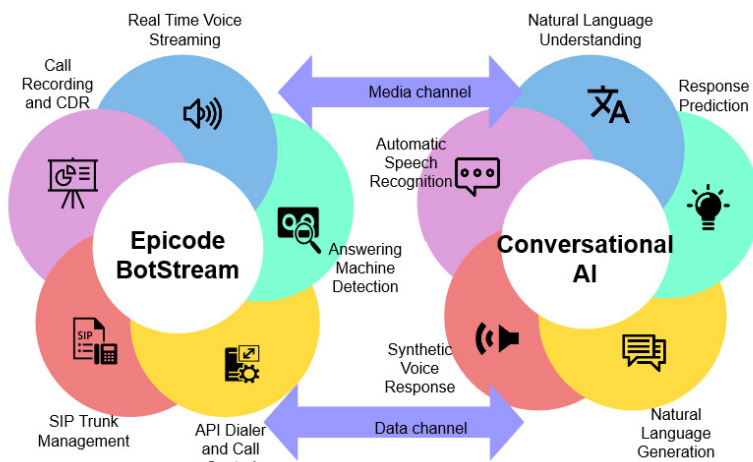 Real Time Voice
Streaming
Natural Language
Understanding
Call
Recording
and CDR
Media channel
Response
Prediction
Automatic
Speech
Recognition
Epicode
BotStream
Answering
Machine
Detection
Conversational
AI
SIP
Synthetic
Voice
Response
SIP Trunk
Management
API Dialer
and Call
Data channel
Natural
Language
Generation
文A